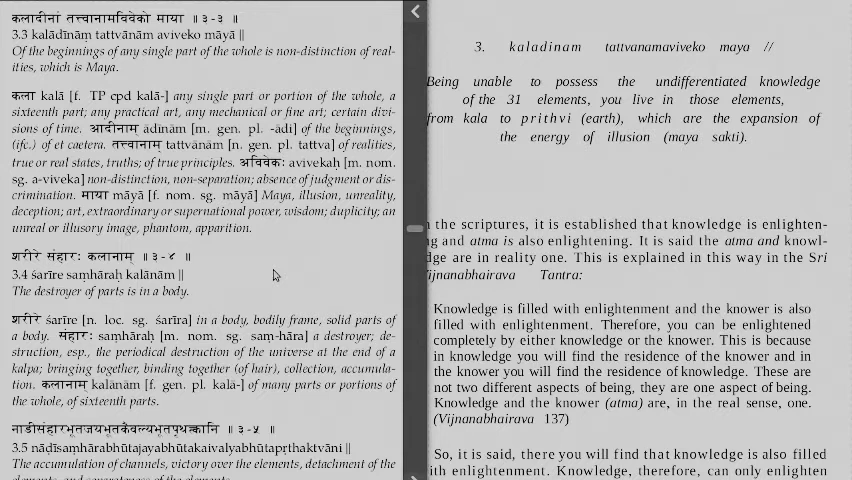 कलादीनां तत्त्वानामविवेको माया ॥ ३-३ ॥
3.3 kalādīnāṃ tattvānām aviveko māyā ||
Of the beginnings of any single part of the whole is non-distinction of real-
ities, which is Maya.
कला kalā [f. TP cpd kalā-] any single part or portion of the whole, a
sixteenth part; any practical art, any mechanical or fine art; certain divi-
sions of time. आदीनाम् ādīnām [m. gen. pl. -ādi] of the beginnings,
(ifc.) of et caetera. तत्त्वानाम् tattvānām [n. gen. pl. tattva] of realities,
true or real states, truths; of true principles. अविवेकः avivekaḥ [m. nom.
sg. a-viveka] non-distinction, non-separation; absence of judgment or dis-
crimination. माया māyā [f. nom. sg. māyā] Maya, illusion, unreality,
deception; art, extraordinary or supernational power, wisdom; duplicity; an
unreal or illusory image, phantom, apparition.
शरीरे संहारः कलानाम् ॥ ३-४ ॥
3.4 śarīre saṃhāraḥ kalānām ||
The destroyer of parts is in a body.
शरीरे śarīre [n. loc. sg. śarīra] in a body, bodily frame, solid parts of
a body. संहारः saṃhāraḥ [m. nom. sg. saṃ-hāra] a destroyer; de-
struction, esp., the periodical destruction of the universe at the end of a
kalpa; bringing together, binding together (of hair), collection, accumula-
tion. कलानाम् kalānām [f. gen. pl. kalā-] of many parts or portions of
the whole, of sixteenth parts.
नाडीसंहारभूतजयभूतकैवल्यभूतपृथक्त्वानि ॥ ३-५ ॥
3.5 nāḍīsaṃhārabhūtajayabhūtakaivalyabhūtapṛthaktvāni ||
The accumulation of channels, victory over the elements, detachment of the
3. kaladinam tattvanamaviveko maya //
Being unable to possess the undifferentiated knowledge
of the 31 elements, you live in those elements,
from kala to prithvi (earth), which are the expansion of
the energy of illusion (maya sakti).
n the scriptures, it is established that knowledge is enlighten-
ng and atma is also enlightening. It is said the atma and knowl-
dge are in reality one. This is explained in this way in the Sri
Vijnanabhairava Tantra:
Knowledge is filled with enlightenment and the knower is also
filled with enlightenment. Therefore, you can be enlightened
completely by either knowledge or the knower. This is because
in knowledge you will find the residence of the knower and in
the knower you will find the residence of knowledge. These are
not two different aspects of being, they are one aspect of being.
Knowledge and the knower (atma) are, in the real sense, one.
(Vijnanabhairava 137)
So, it is said, there you will find that knowledge is also filled
ith enlightenment. Knowledge, therefore, can only enlighten